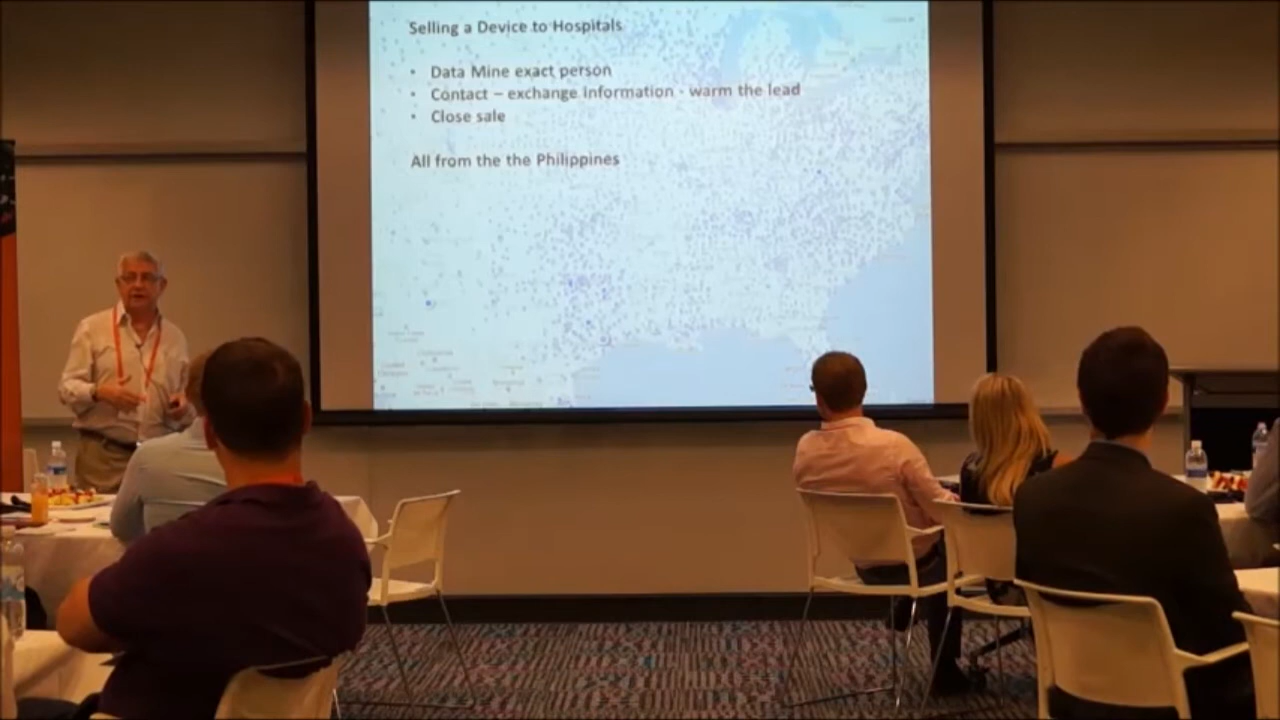 Selling a Device to Hospitals
• Data Mine exact person
• Contact – exchange information - warm the lead
• Close sale
All from the the Philippines